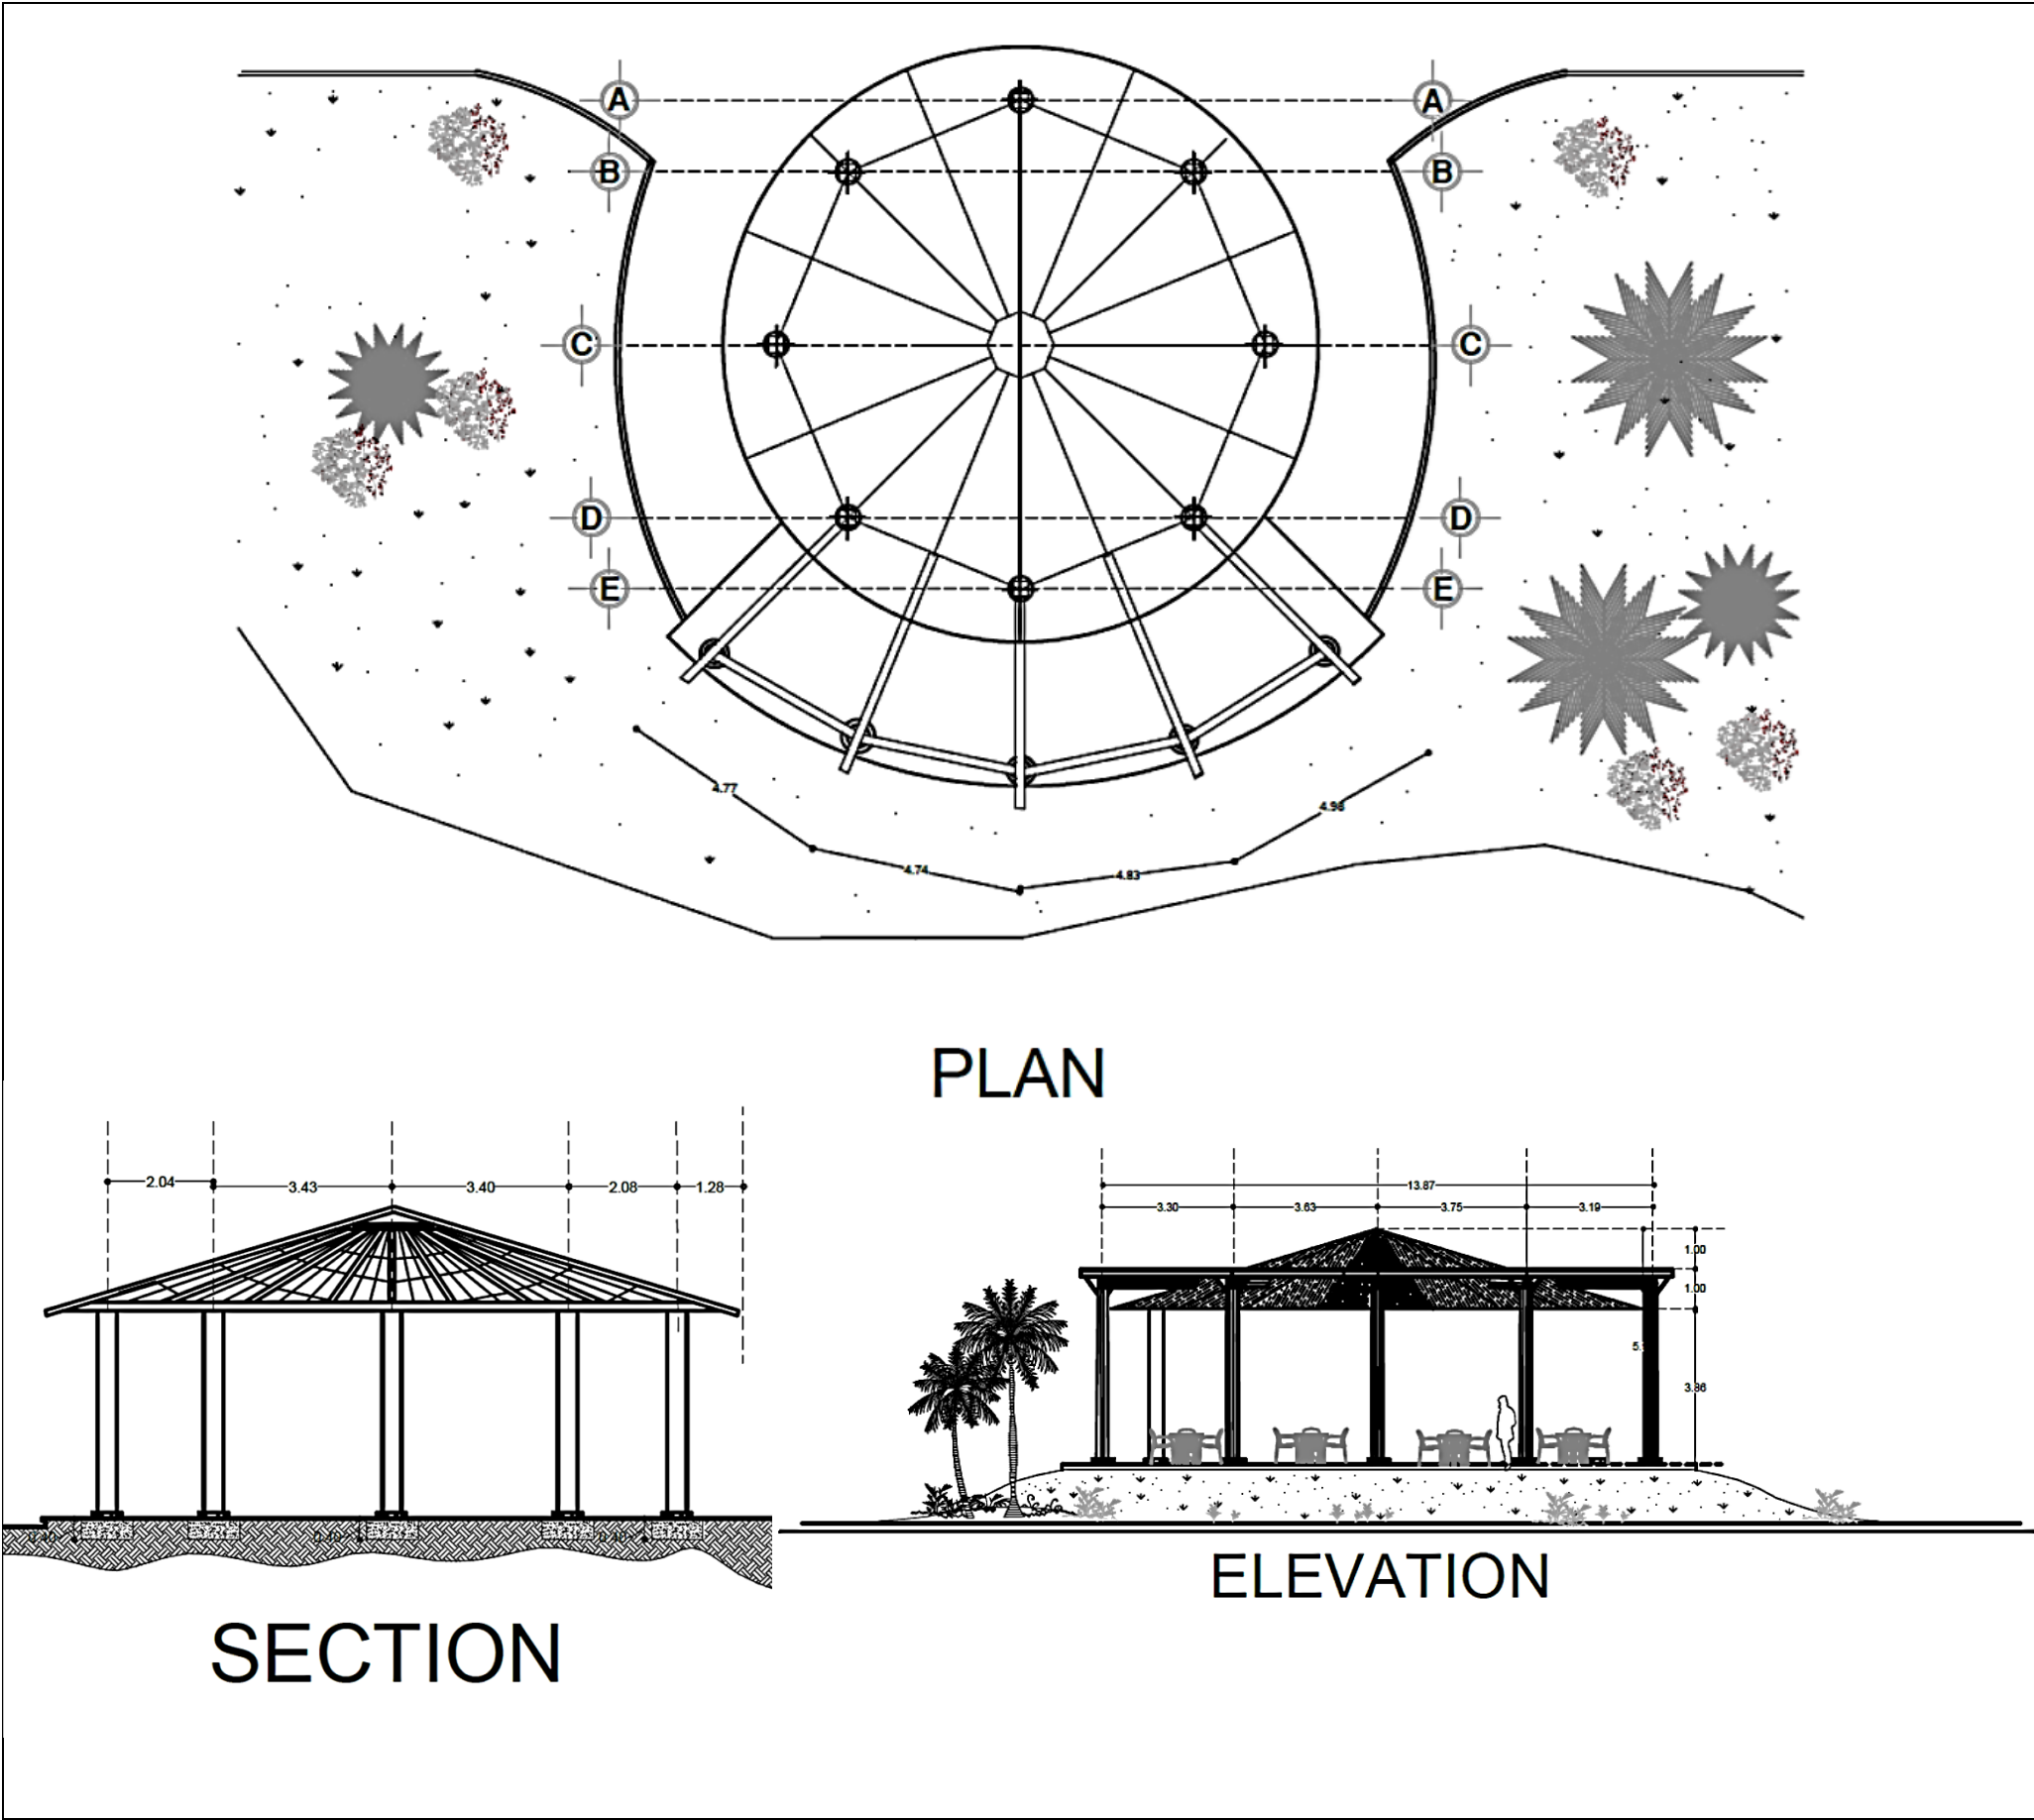 A A
B B
C C
D D
E E
4.77 4.98
4.74 4.83
PLAN
2.04 3.43 3.40 2.08 1.28
13.87
3.30 3.63 3.75 3.19
1.00
1.00
3.86
0.40 0.40 0.40
ELEVATION
SECTION